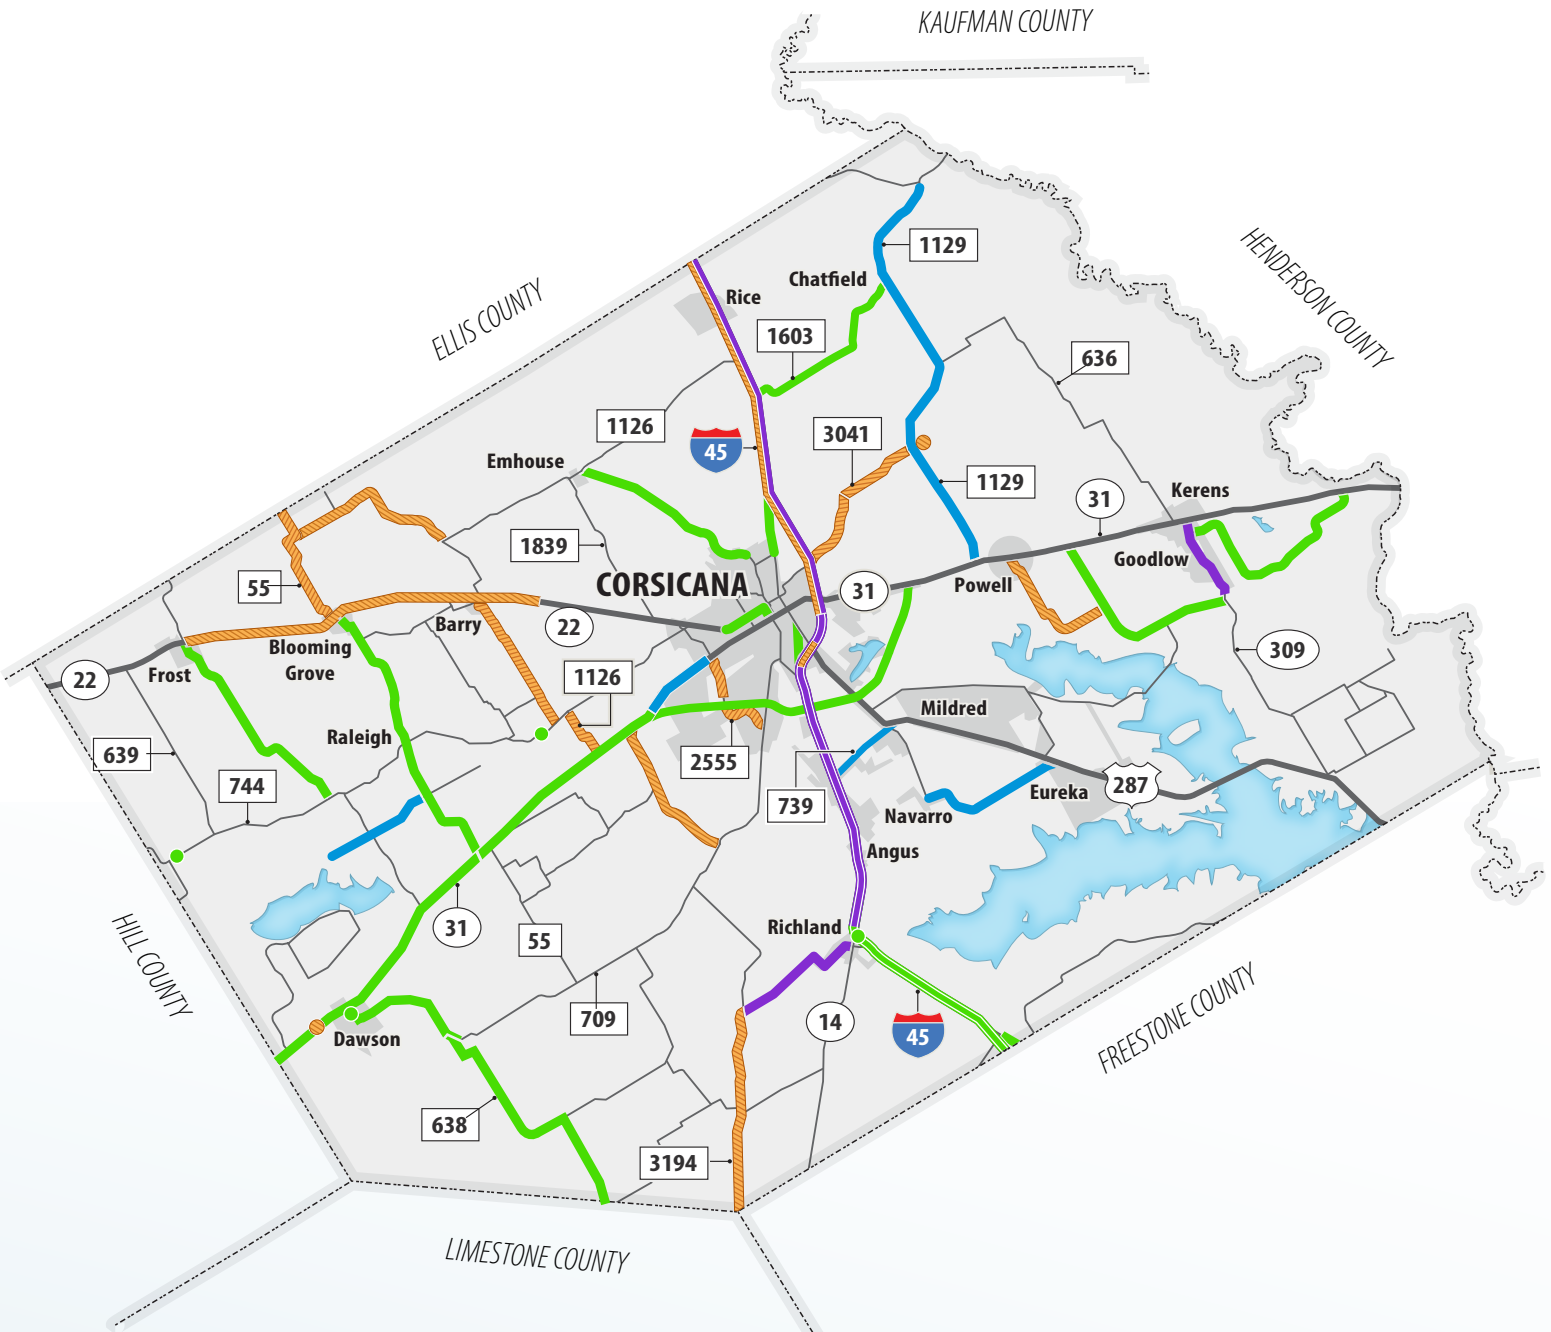 KAUFMAN COUNTY
1129
HENDERSON COUNTY
Chatfield
ELLIS COUNTY
Rice
1603
636
1126
3041
45
Emhouse
1129
Kerens
31
1839
Goodlow
55
CORSICANA
Powell
31
Barry
22
Blooming
Grove
309
Frost
22
1126
Mildred
Raleigh
639
2555
744
287
Eureka
739
Navarro
Angus
HILL COUNTY
31
55
Richland
709
14
45
FREESTONE COUNTY
Dawson
638
3194
LIMESTONE COUNTY